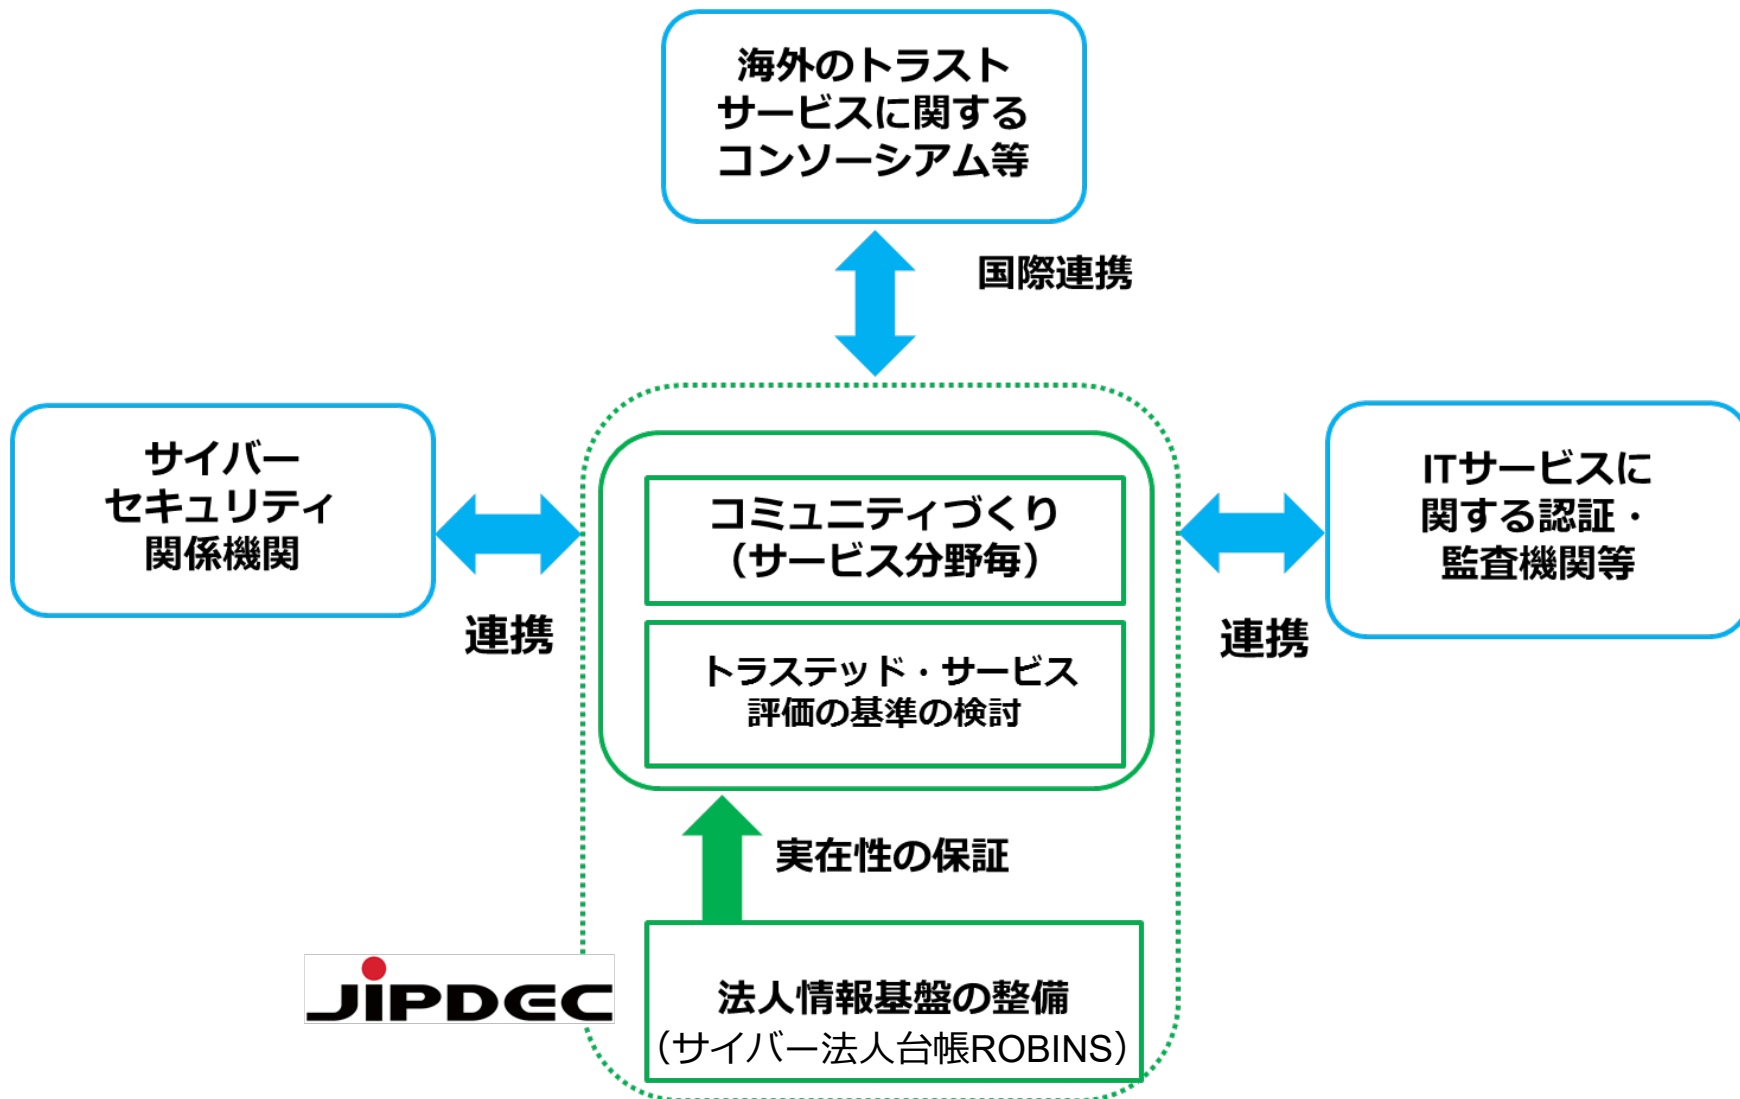 海外のトラスト
サービスに関する
コンソーシアム等
国際連携
サイバー
セキュリティ
関係機関
連携
コミュニティづくり
（サービス分野毎）
トラステッド・サービス
評価の基準の検討
ITサービスに
関する認証・
監査機関等
連携
実在性の保証
JIPDEC
法人情報基盤の整備
（サイバー法人台帳ROBINS）